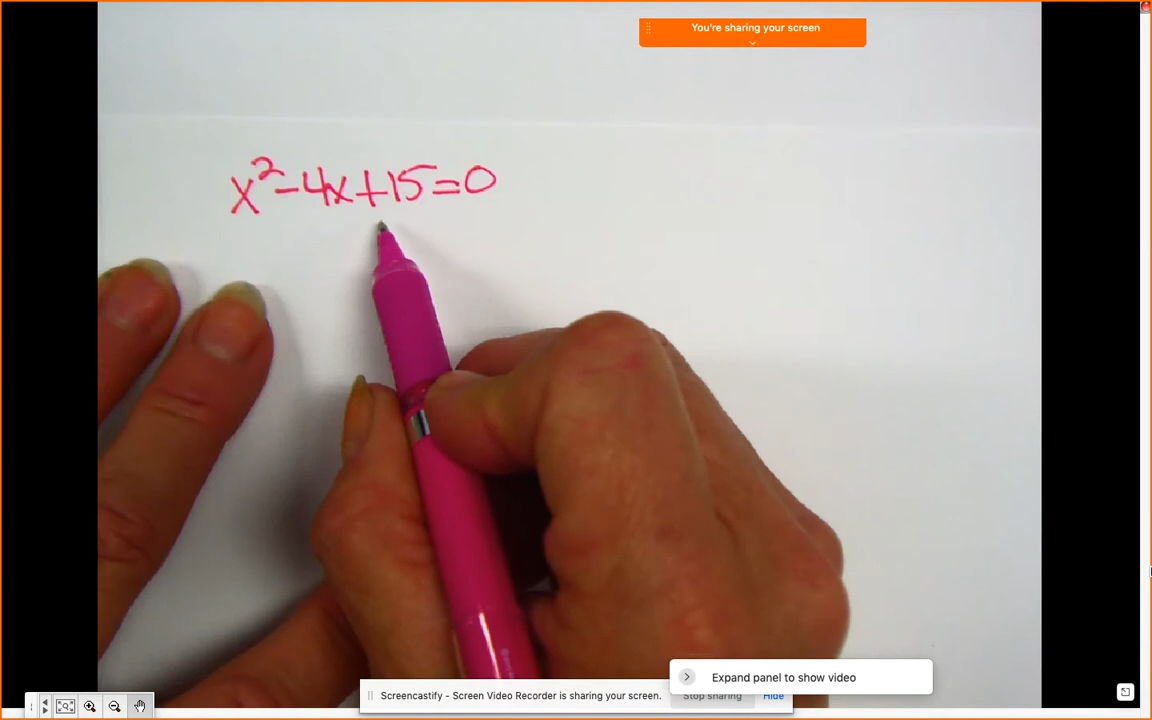 You're sharing your screen
x²-4x+15=0
Expand panel to show video
Screencastify - Screen Video Recorder is sharing your screen. Stop sharing Hide